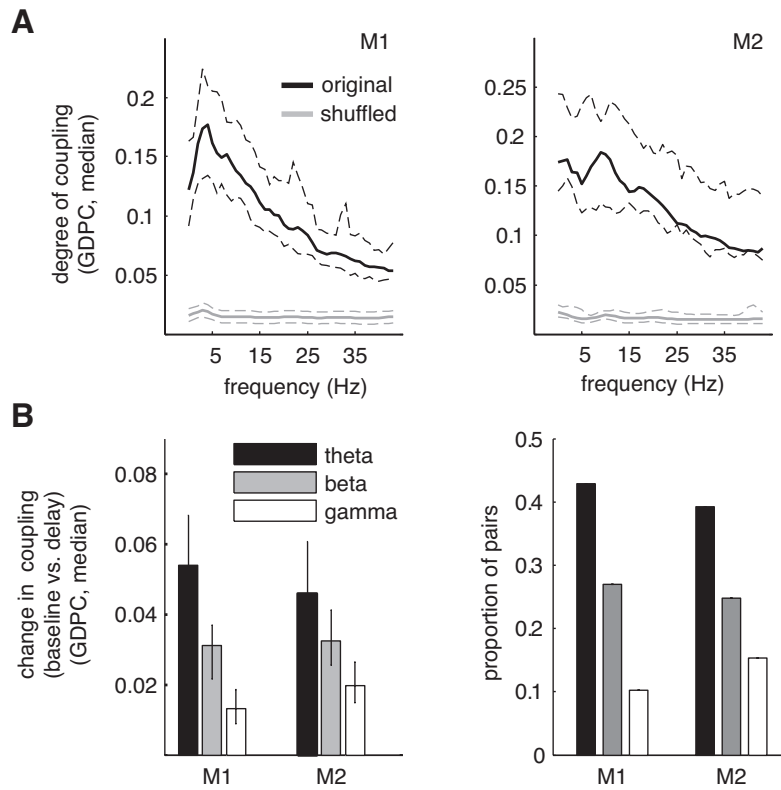 A
M1
M2
original
shuffled
degree of coupling
(GDPC, median)
0.2
0.15
0.1
0.05
0.25
0.2
0.15
0.1
0.05
5 15 25 35
5 15 25 35
frequency (Hz)
frequency (Hz)
B
theta
beta
gamma
change in coupling
(baseline vs. delay)
(GDPC, median)
0.08
0.06
0.04
0.02
M1 M2
proportion of pairs
0.5
0.4
0.3
0.2
0.1
0
M1 M2